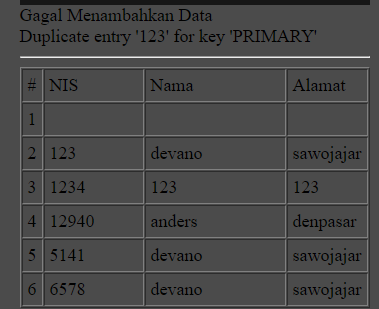 Gagal Menambahkan Data
Duplicate entry '123' for key 'PRIMARY'
# NIS Nama Alamat
1
2 123 devano sawojajar
3 1234 123 123
4 12940 anders denpasar
5 5141 devano sawojajar
6 6578 devano sawojajar